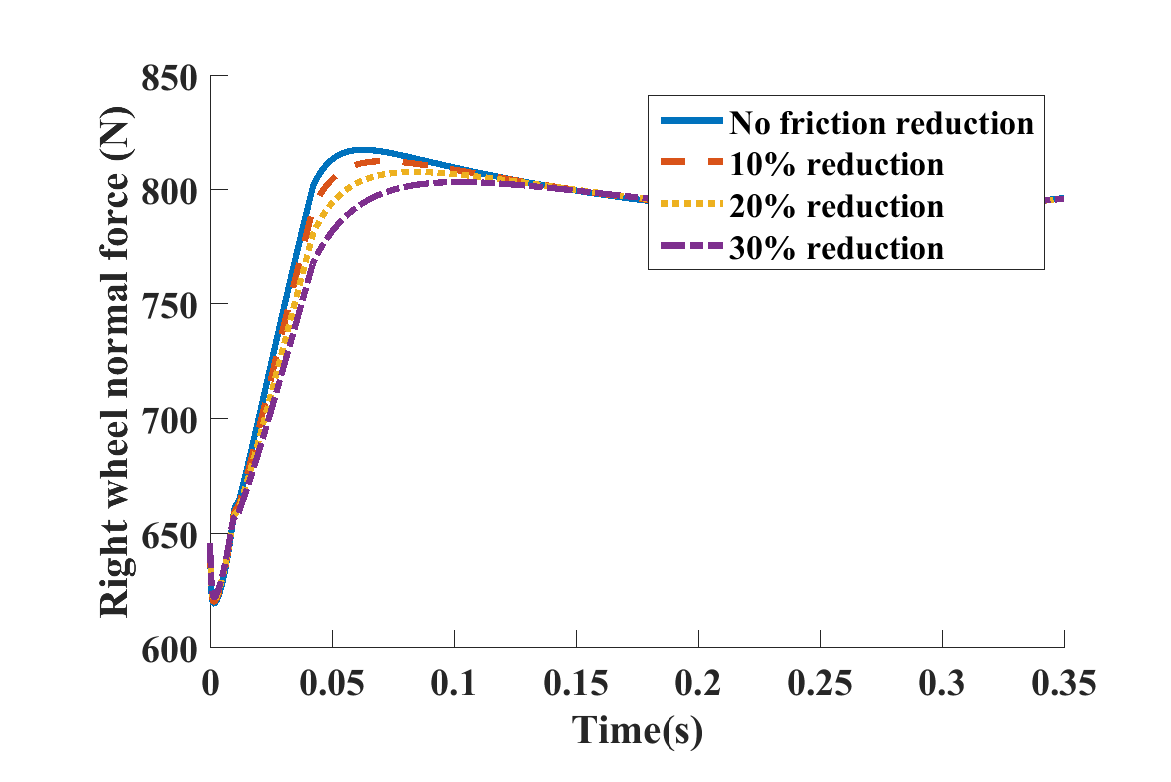 Right wheel normal force (N)
850
800
750
700
650
600
No friction reduction
10% reduction
20% reduction
30% reduction
0 0.05 0.1 0.15 0.2 0.25 0.3 0.35
Time(s)